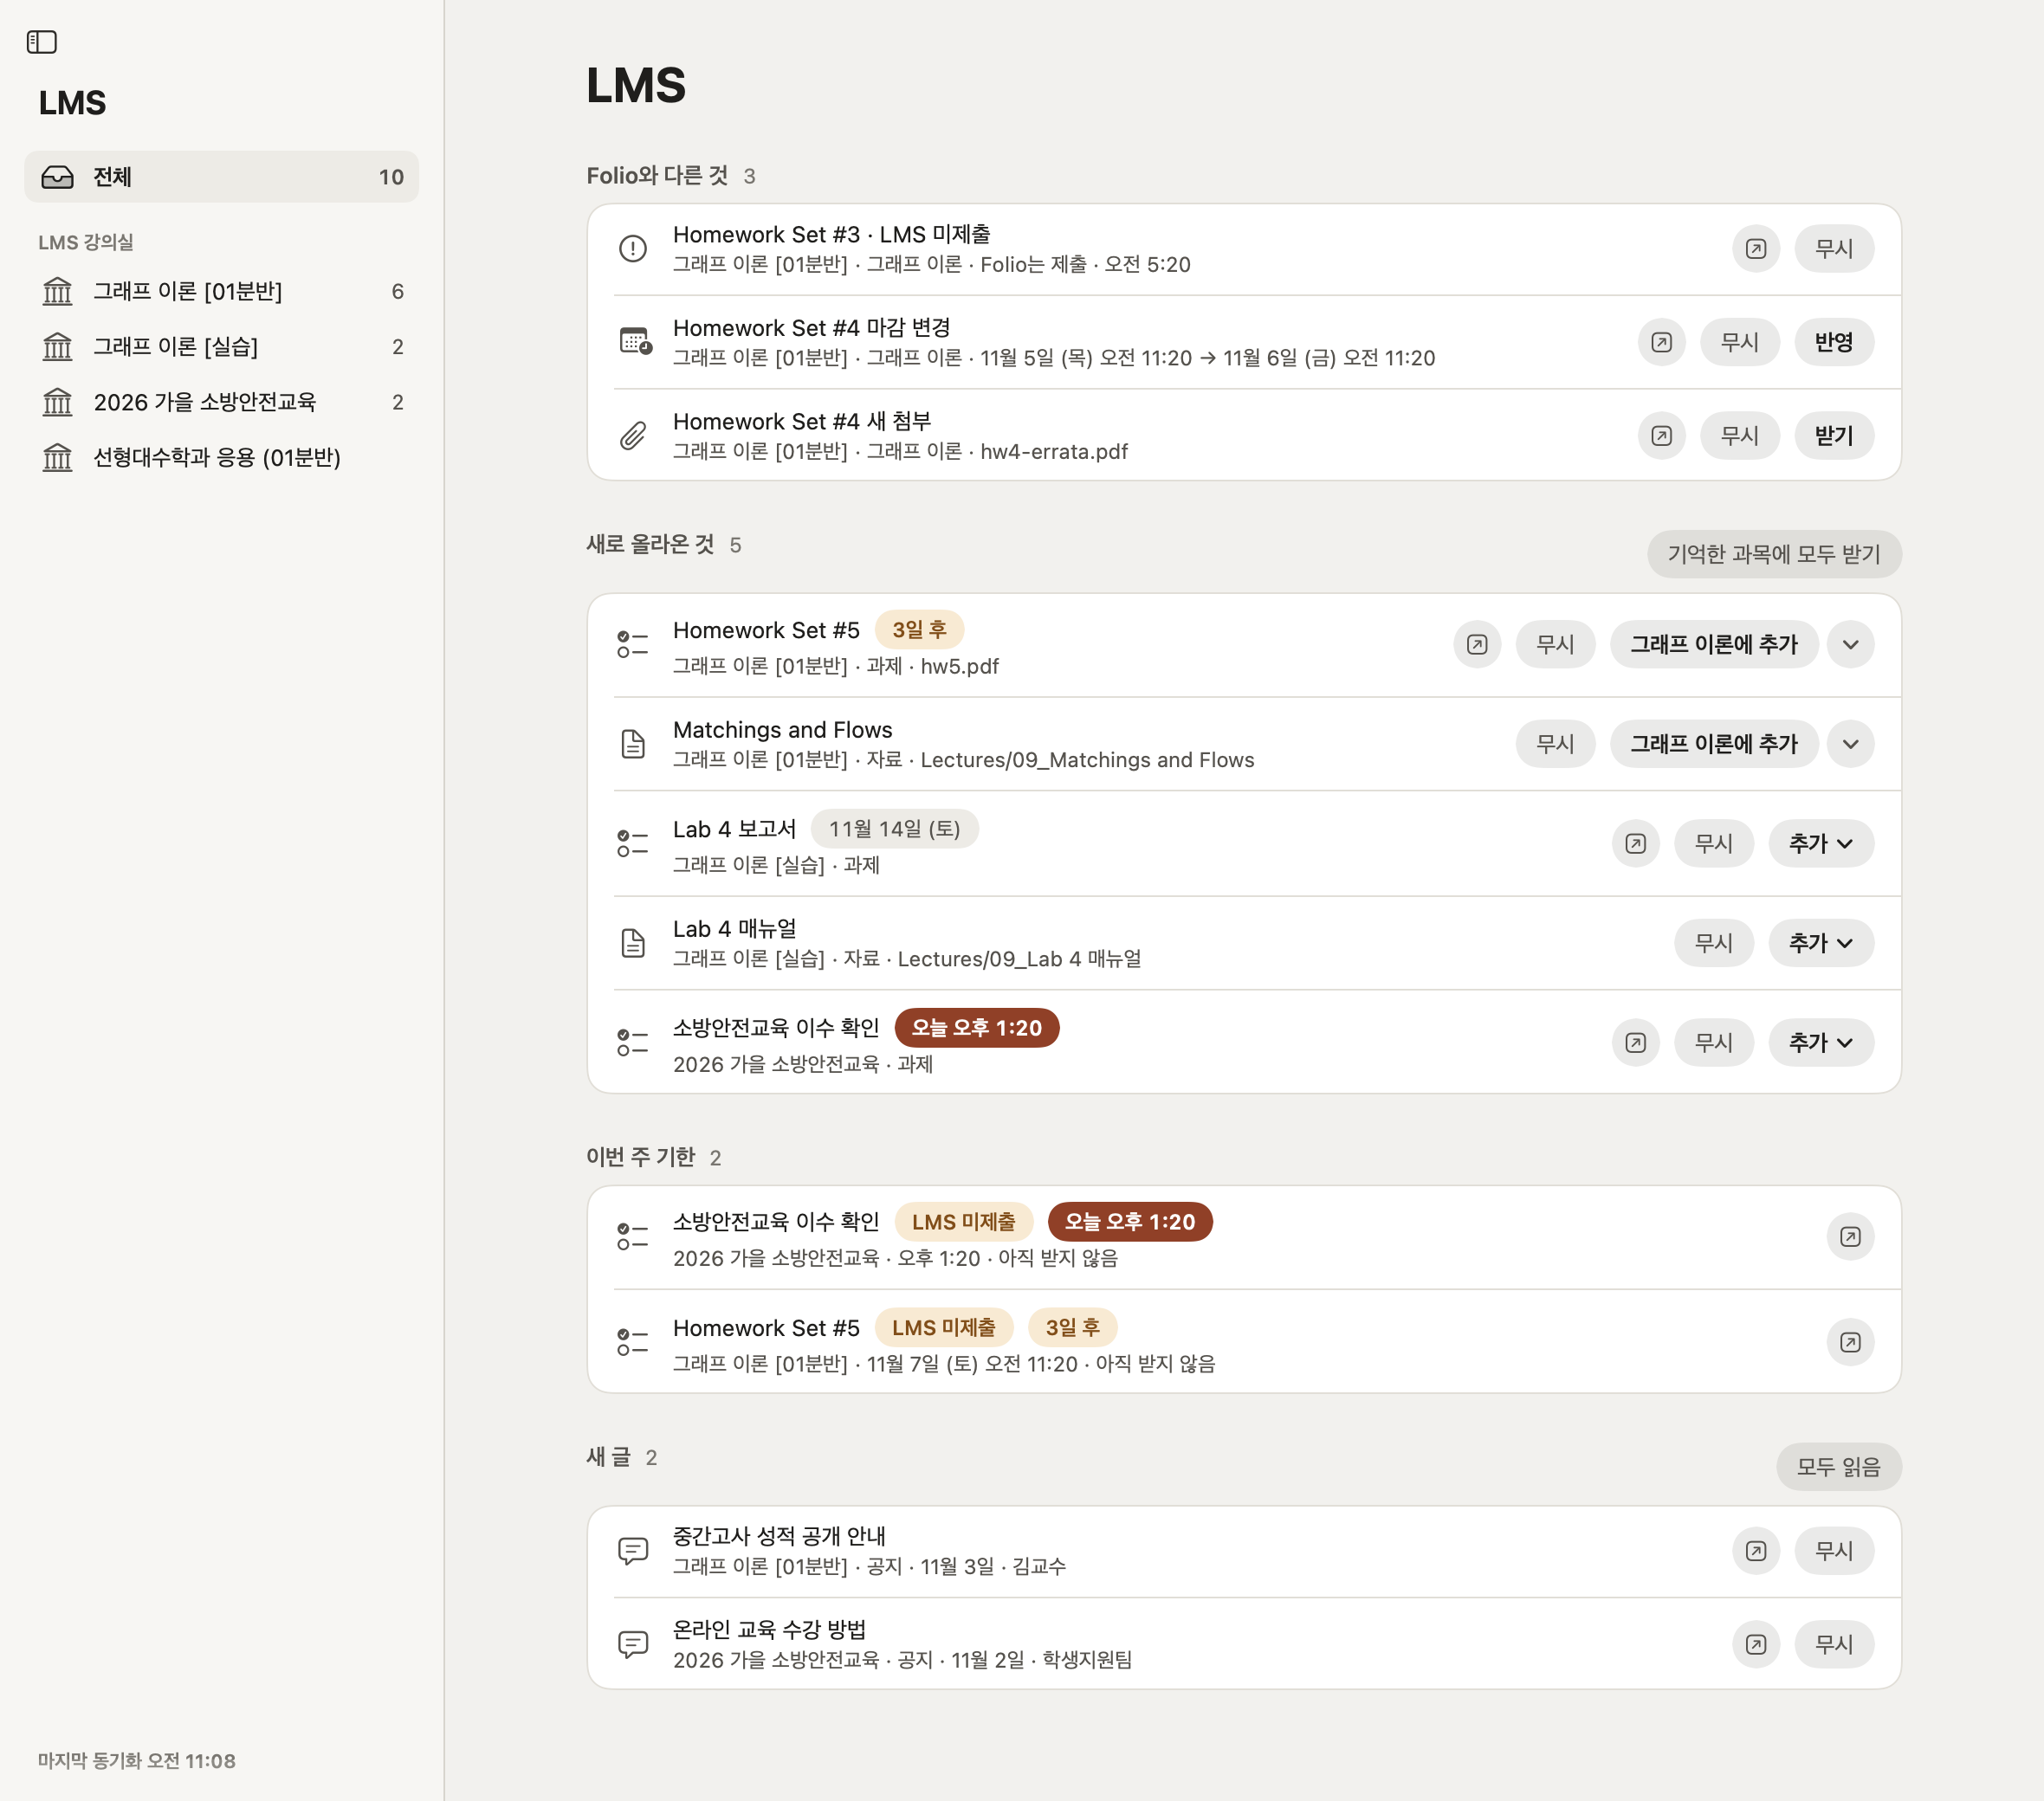 LMS
전체 10
LMS 강의실
그래프 이론 [01분반] 6
그래프 이론 [실습] 2
2026 가을 소방안전교육 2
선형대수학과 응용 (01분반)
마지막 동기화 오전 11:08
LMS
Folio와 다른 것 3
Homework Set #3 · LMS 미제출
그래프 이론 [01분반] · 그래프 이론 · Folio는 제출 · 오전 5:20
무시
Homework Set #4 마감 변경
그래프 이론 [01분반] · 그래프 이론 · 11월 5일 (목) 오전 11:20 → 11월 6일 (금) 오전 11:20
무시 반영
Homework Set #4 새 첨부
그래프 이론 [01분반] · 그래프 이론 · hw4-errata.pdf
무시 받기
새로 올라온 것 5
기억한 과목에 모두 받기
Homework Set #5 3일 후
그래프 이론 [01분반] · 과제 · hw5.pdf
무시 그래프 이론에 추가
Matchings and Flows
그래프 이론 [01분반] · 자료 · Lectures/09_Matchings and Flows
무시 그래프 이론에 추가
Lab 4 보고서 11월 14일 (토)
그래프 이론 [실습] · 과제
무시 추가
Lab 4 매뉴얼
그래프 이론 [실습] · 자료 · Lectures/09_Lab 4 매뉴얼
무시 추가
소방안전교육 이수 확인 오늘 오후 1:20
2026 가을 소방안전교육 · 과제
무시 추가
이번 주 기한 2
소방안전교육 이수 확인 LMS 미제출 오늘 오후 1:20
2026 가을 소방안전교육 · 오후 1:20 · 아직 받지 않음
Homework Set #5 LMS 미제출 3일 후
그래프 이론 [01분반] · 11월 7일 (토) 오전 11:20 · 아직 받지 않음
새 글 2
모두 읽음
중간고사 성적 공개 안내
그래프 이론 [01분반] · 공지 · 11월 3일 · 김교수
무시
온라인 교육 수강 방법
2026 가을 소방안전교육 · 공지 · 11월 2일 · 학생지원팀
무시